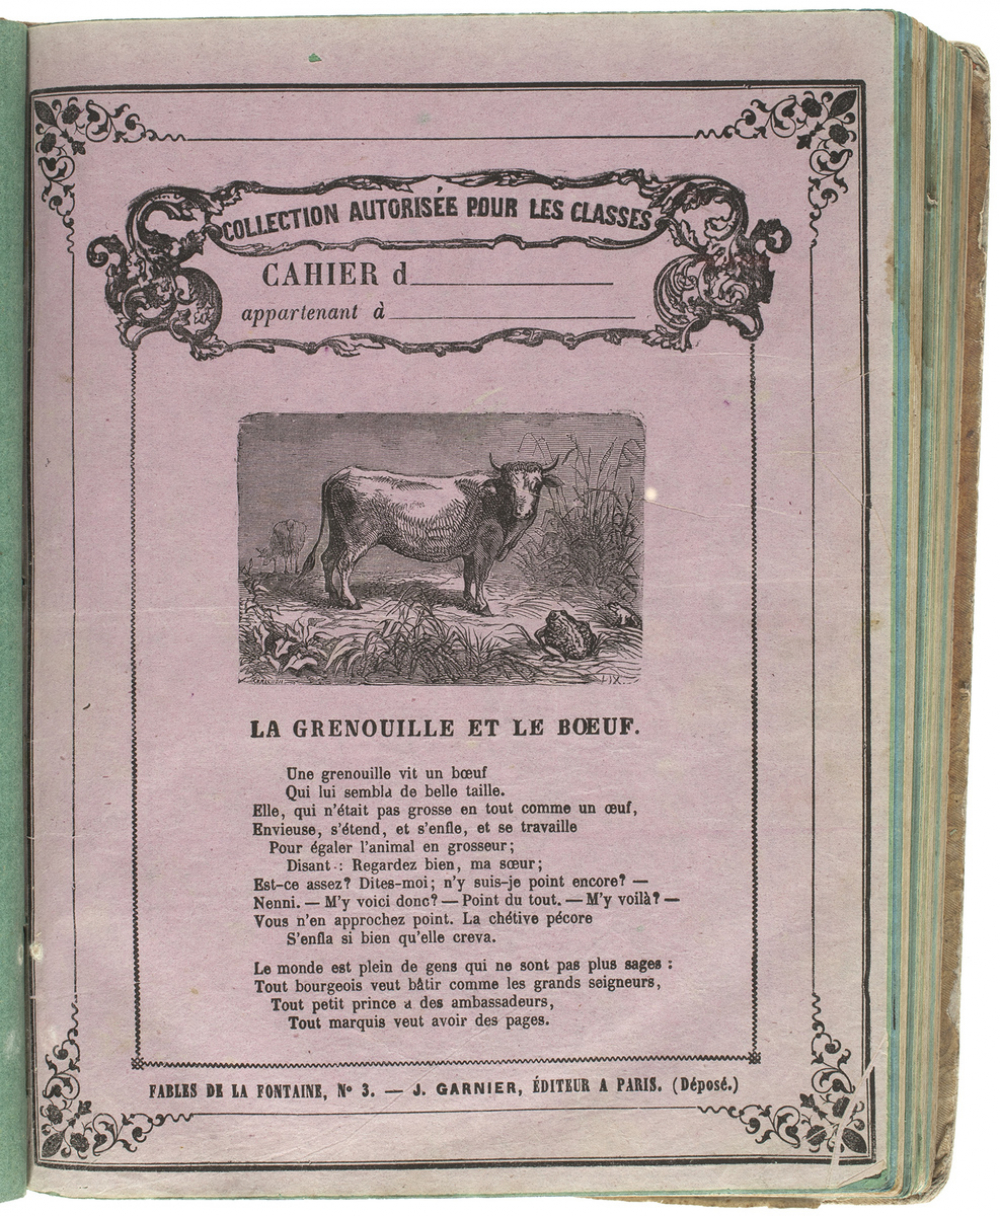 COLLECTION AUTORISÉE POUR LES CLASSES
CAHIER d
appartenant à
LIX
LA GRENOUILLE ET LE BŒUF.
Une grenouille vit un bœuf
Qui lui sembla de belle taille.
Elle, qui n'était pas grosse en tout comme un œuf,
Envieuse, s'étend, et s'enfle, et se travaille
Pour égaler l'animal en grosseur;
Disant: Regardez bien, ma sœur;
Est-ce assez? Dites-moi; n'y suis-je point encore? —
Nenni. — M'y voici donc? — Point du tout. — M'y voilà? —
Vous n'en approchez point. La chétive pécore
S'enfla si bien qu'elle creva.
Le monde est plein de gens qui ne sont pas plus sages:
Tout bourgeois veut bâtir comme les grands seigneurs,
Tout petit prince a des ambassadeurs,
Tout marquis veut avoir des pages.
FABLES DE LA FONTAINE, Nº 3. — J. GARNIER, ÉDITEUR A PARIS. (Déposé.)